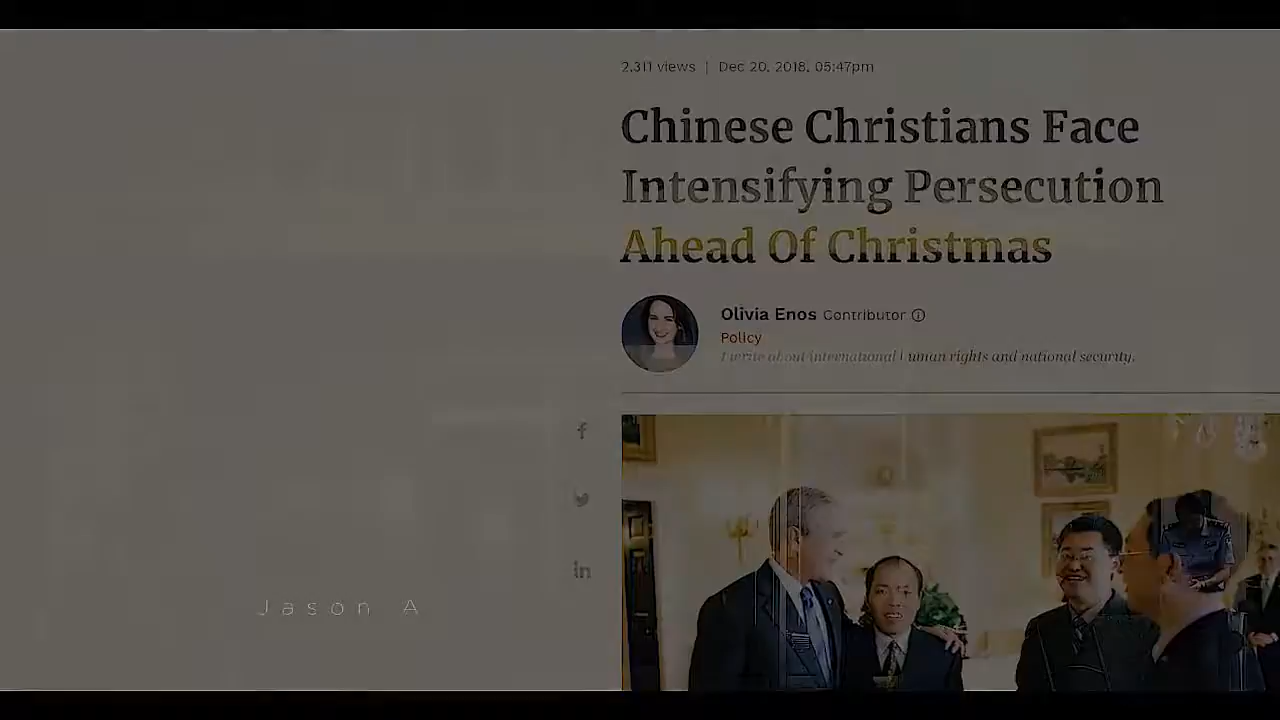 2,311 views | Dec 20, 2018, 05:47pm
Chinese Christians Face
Intensifying Persecution
Ahead Of Christmas
Olivia Enos Contributor
Policy
I write about international human rights and national security.
f
in
Jason A